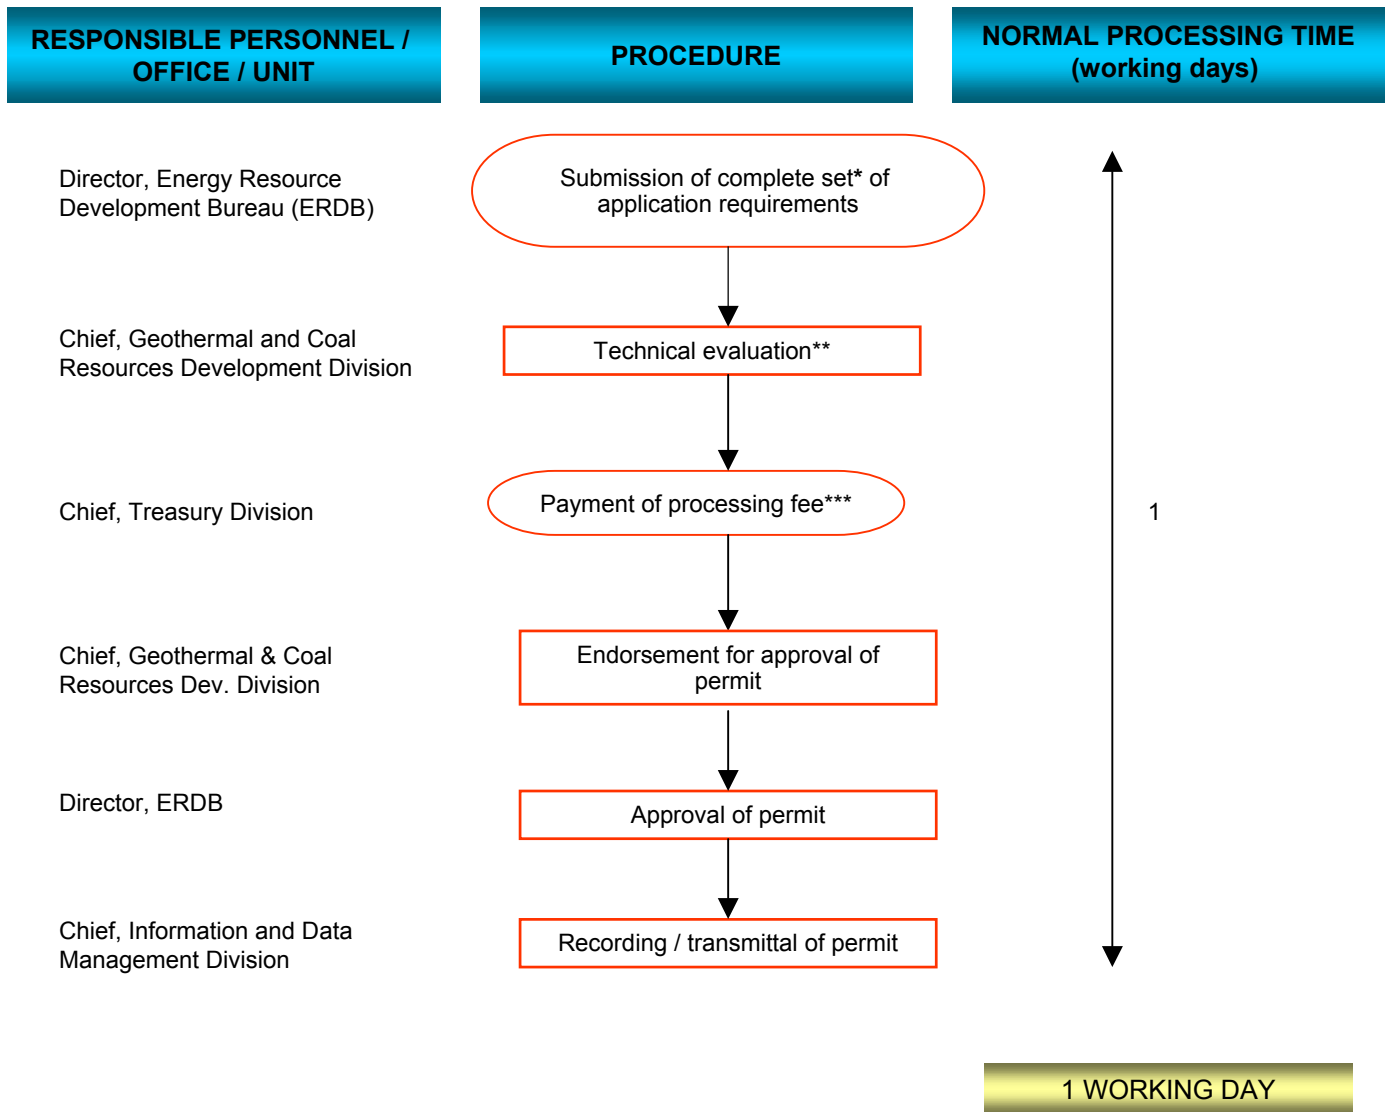 RESPONSIBLE PERSONNEL /
OFFICE / UNIT
PROCEDURE
NORMAL PROCESSING TIME
(working days)
Director, Energy Resource
Development Bureau (ERDB)
Submission of complete set* of
application requirements
Chief, Geothermal and Coal
Resources Development Division
Technical evaluation**
Chief, Treasury Division
Payment of processing fee***
1
Chief, Geothermal & Coal
Resources Dev. Division
Endorsement for approval of
permit
Director, ERDB
Approval of permit
Chief, Information and Data
Management Division
Recording / transmittal of permit
1 WORKING DAY